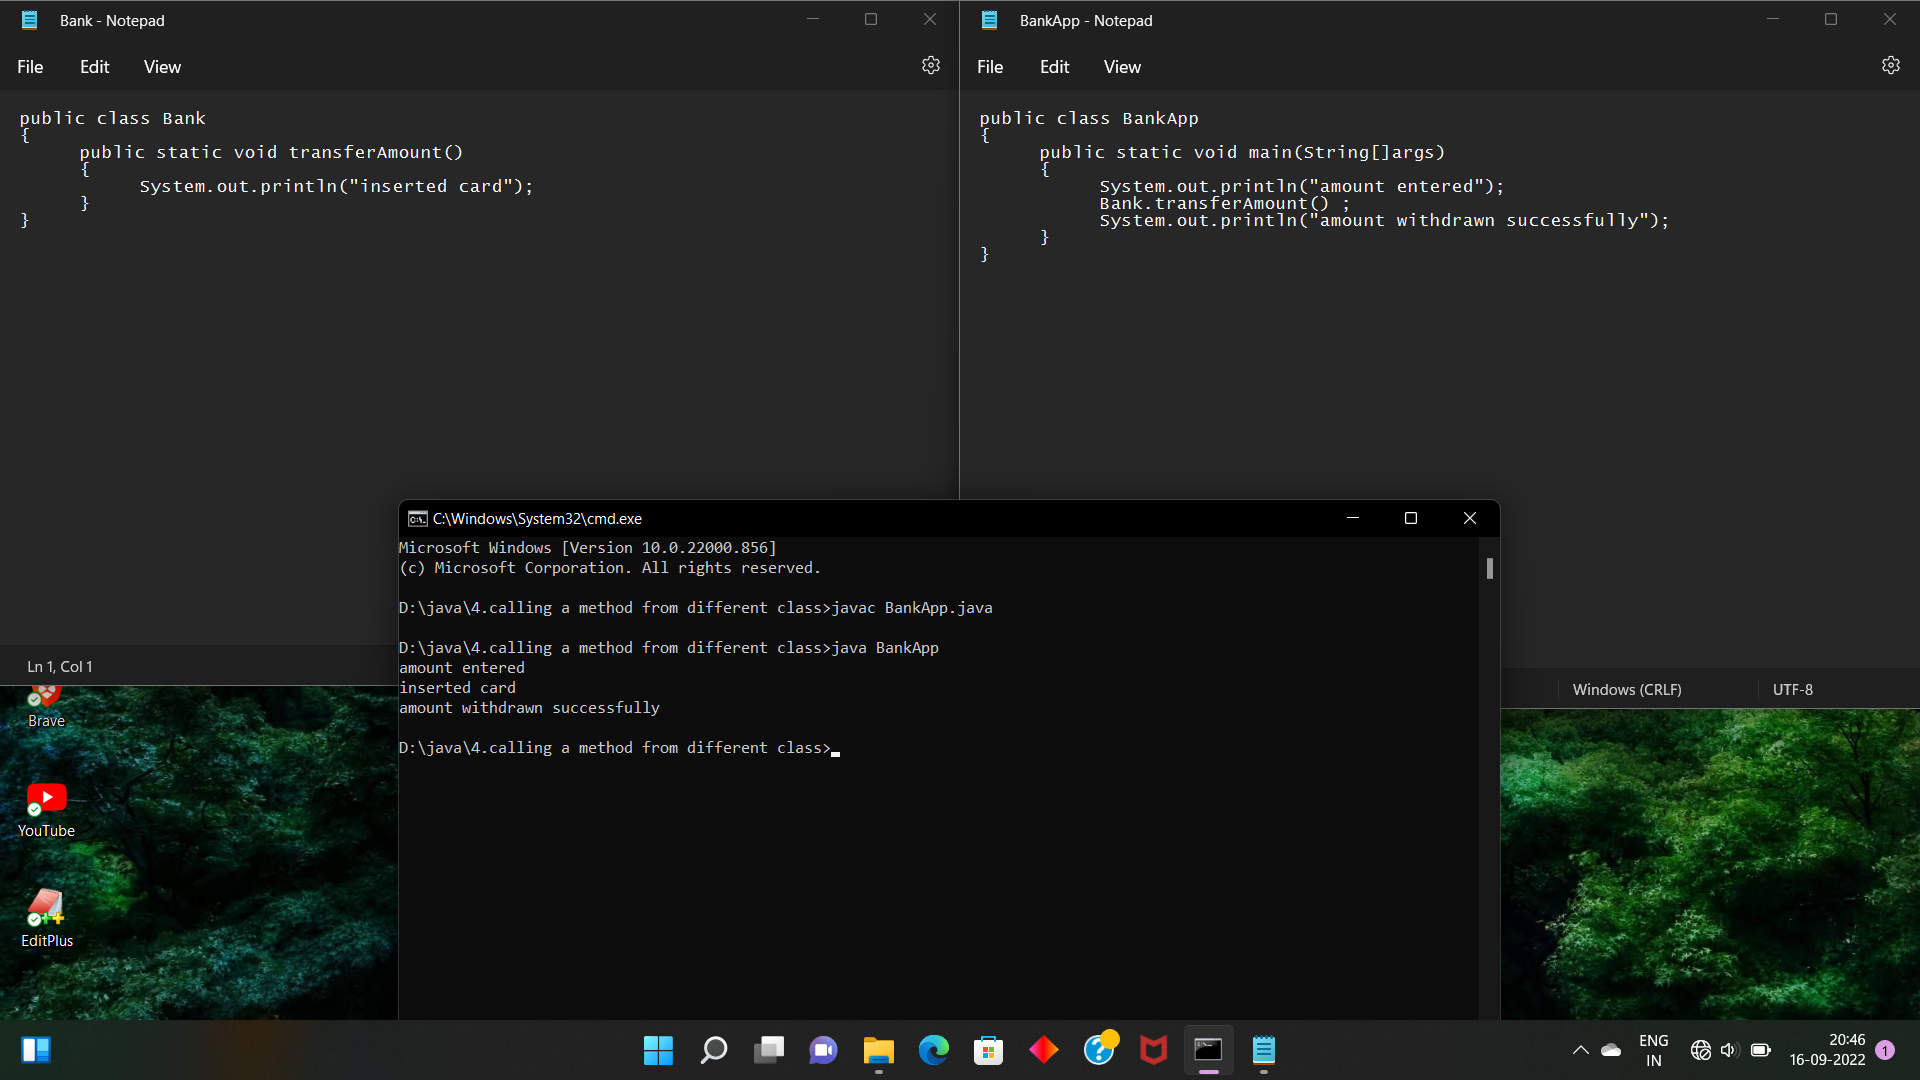 Bank - Notepad
File Edit View
public class Bank
{
public static void transferAmount()
{
System.out.println("inserted card");
}
}
Ln 1, Col 1
BankApp - Notepad
File Edit View
public class BankApp
{
public static void main(String[]args)
{
System.out.println("amount entered");
Bank.transferAmount() ;
System.out.println("amount withdrawn successfully");
}
}
Windows (CRLF) UTF-8
C:\Windows\System32\cmd.exe
Microsoft Windows [Version 10.0.22000.856]
(c) Microsoft Corporation. All rights reserved.
D:\java\4.calling a method from different class>javac BankApp.java
D:\java\4.calling a method from different class>java BankApp
amount entered
inserted card
amount withdrawn successfully
D:\java\4.calling a method from different class>
Brave
YouTube
EditPlus
ENG
IN
20:46
16-09-2022
1